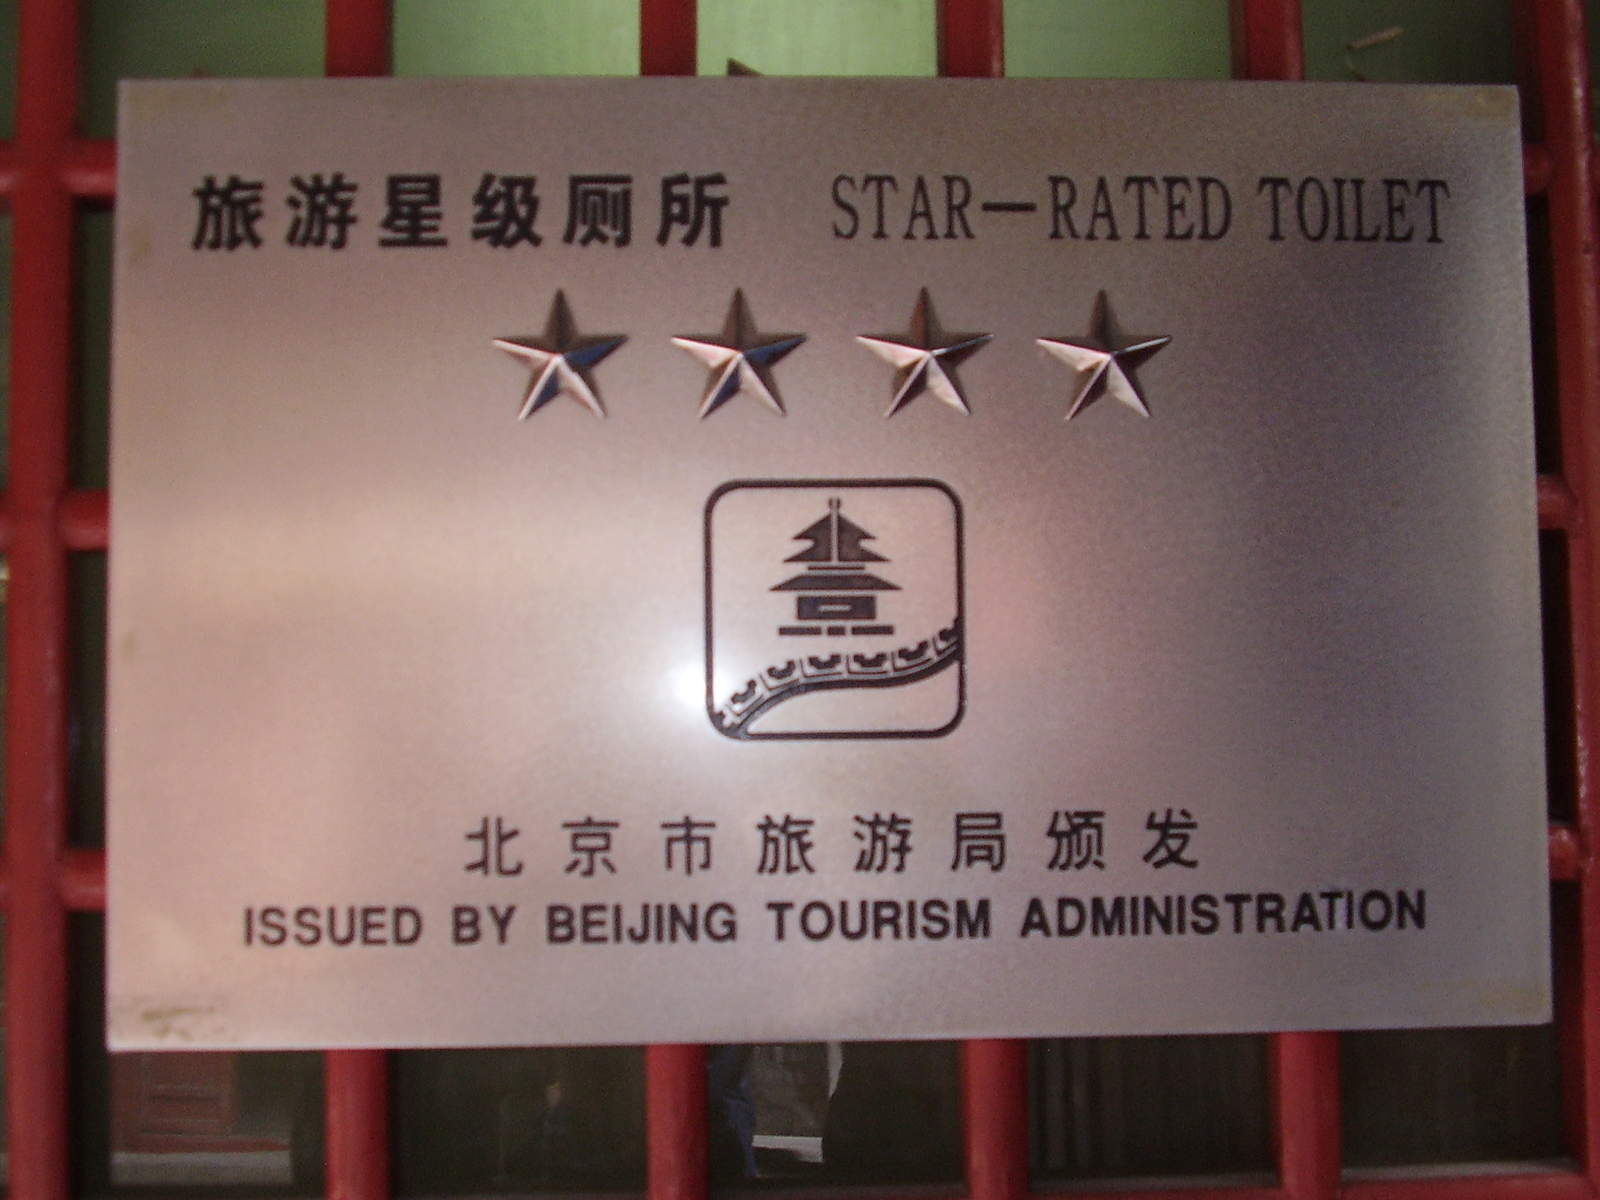 旅游星级厕所 STAR-RATED TOILET
北京市旅游局颁发
ISSUED BY BEIJING TOURISM ADMINISTRATION